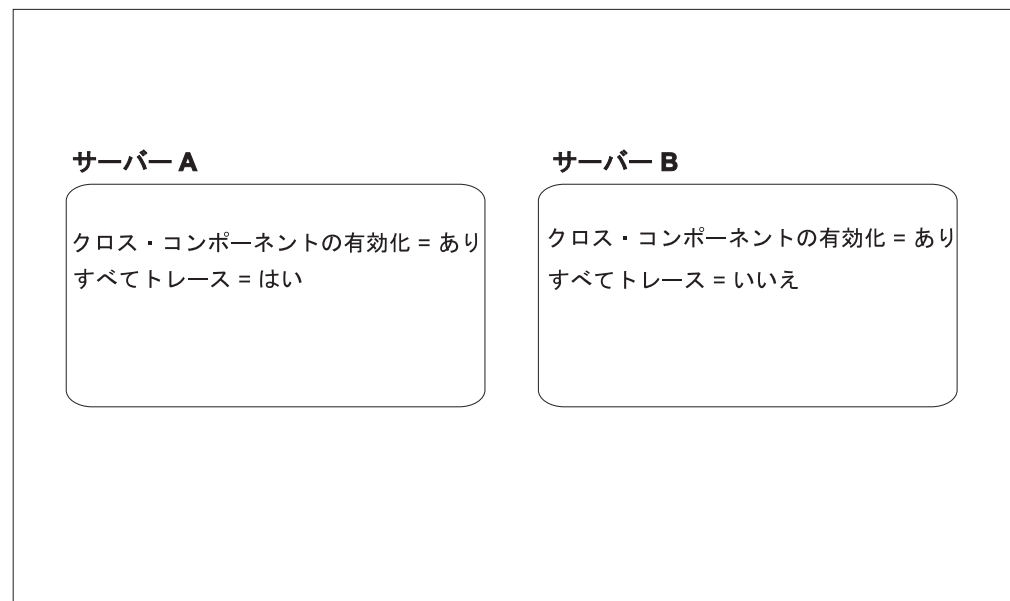 サーバー A
クロス・コンポーネントの有効化 = あり
すべてトレース = はい
サーバー B
クロス・コンポーネントの有効化 = あり
すべてトレース = いいえ